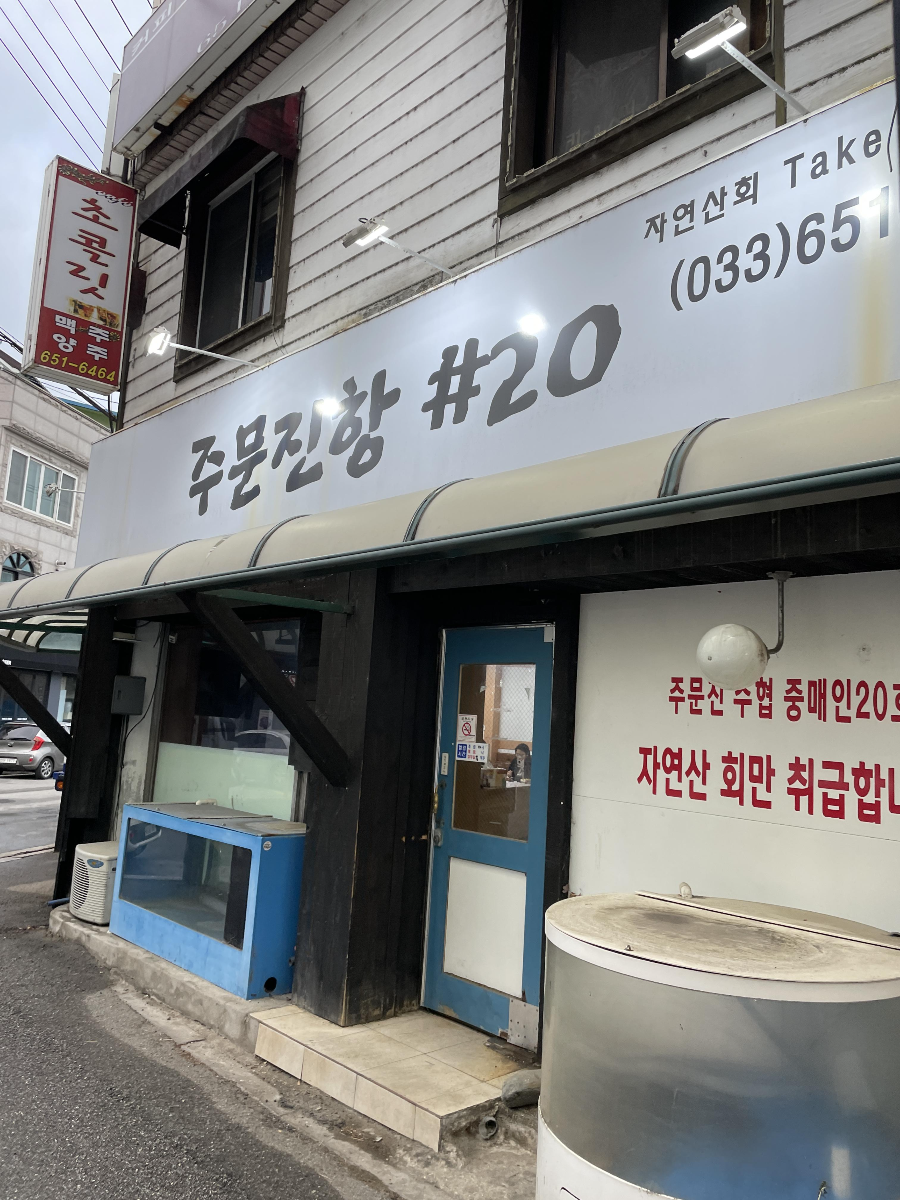 초콜릿
맥주
양주
651-6464
자연산회 Take
(033)651
주문진항 #20
주문진 수협 중매인20호
자연산 회만 취급합니